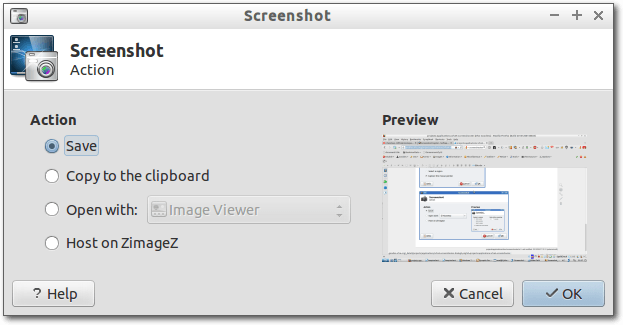 Screenshot
Screenshot
Action
Action
Preview
Save
Copy to the clipboard
Open with: Image Viewer
Host on ZimageZ
? Help
Cancel
OK